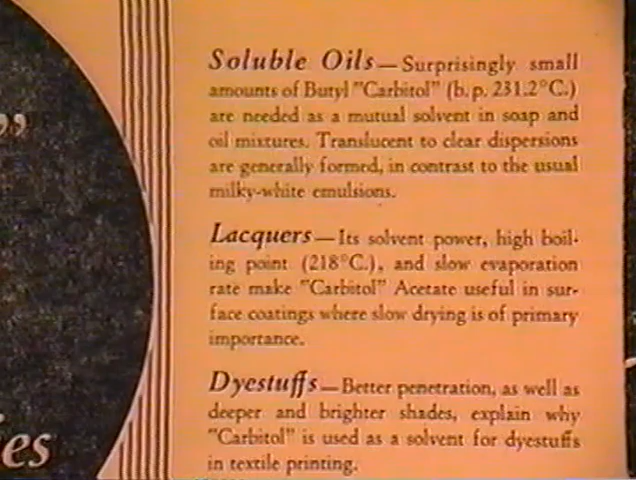 Soluble Oils—Surprisingly small
amounts of Butyl "Carbitol" (b. p. 231.2°C.)
are needed as a mutual solvent in soap and
oil mixtures. Translucent to clear dispersions
are generally formed, in contrast to the usual
milky-white emulsions.
Lacquers—Its solvent power, high boil-
ing point (218°C.), and slow evaporation
rate make "Carbitol" Acetate useful in sur-
face coatings where slow drying is of primary
importance.
Dyestuffs—Better penetration, as well as
deeper and brighter shades, explain why
"Carbitol" is used as a solvent for dyestuffs
in textile printing.
”
ies